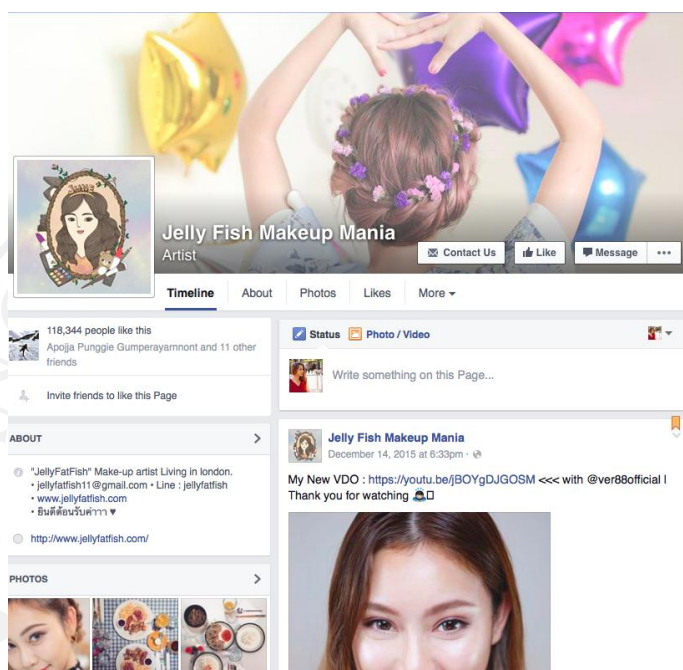 Jelly Fish Makeup Mania
Artist
Contact Us
Like
Message
Timeline
About
Photos
Likes
More
118,344 people like this
Apojja Punggie Gumperayarnnont and 11 other
friends
Invite friends to like this Page
ABOUT
"JellyFatFish" Make-up artist Living in london.
• jellyfatfish11@gmail.com • Line : jellyfatfish
• www.jellyfatfish.com
• ยินดีต้อนรับค่าาา ♥
http://www.jellyfatfish.com/
PHOTOS
Status
Photo / Video
Write something on this Page...
Jelly Fish Makeup Mania
December 14, 2015 at 6:33pm ·
My New VDO : https://youtu.be/jBOYgDJGOSM <<< with @ver88official |
Thank you for watching